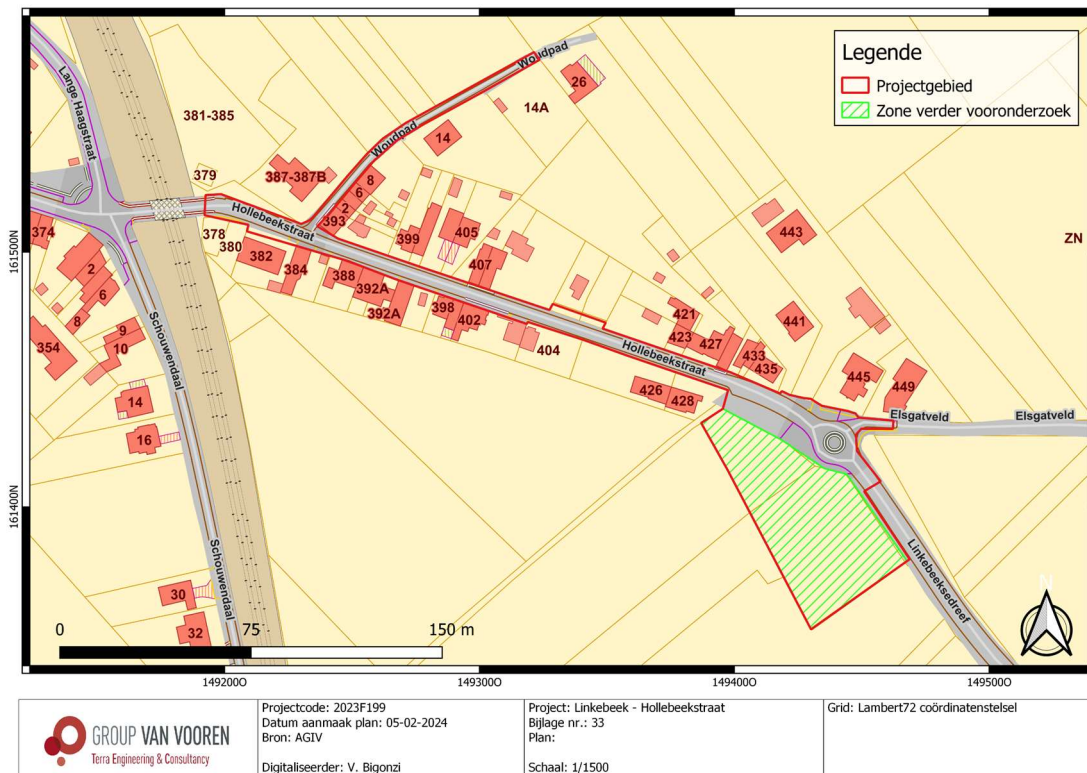 Legende
Projectgebied
Zone verder vooronderzoek
Woudpad
26
14A
Lange Haagstraat
381-385
14
Woudpad
379
387-387B
8
6
2
393
Hollebeekstraat
374
378
380
382
384
399
405
407
443
ZN
161500N
2
6
8
388
392A
392A
398
402
404
421
423
427
433
435
441
Hollebeekstraat
354
9
10
Schouwendaal
426
428
445
449
Elsgatveld
Elsgatveld
14
16
161400N
Schouwendaal
Linkebeeksedreef
30
32
N
0 75 150 m
1492000 1493000 1494000 1495000
GROUP VAN VOOREN
Terra Engineering & Consultancy
Projectcode: 2023F199
Datum aanmaak plan: 05-02-2024
Bron: AGIV
Digitaliseerder: V. Bigonzi
Project: Linkebeek - Hollebeekstraat
Bijlage nr.: 33
Plan:
Schaal: 1/1500
Grid: Lambert72 coördinatenstelsel